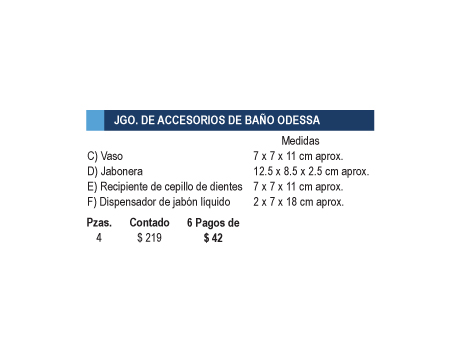 JGO. DE ACCESORIOS DE BAÑO ODESSA
Medidas
C) Vaso 7 x 7 x 11 cm aprox.
D) Jabonera 12.5 x 8.5 x 2.5 cm aprox.
E) Recipiente de cepillo de dientes 7 x 7 x 11 cm aprox.
F) Dispensador de jabón líquido 2 x 7 x 18 cm aprox.
Pzas. Contado 6 Pagos de
4 $ 219 $ 42